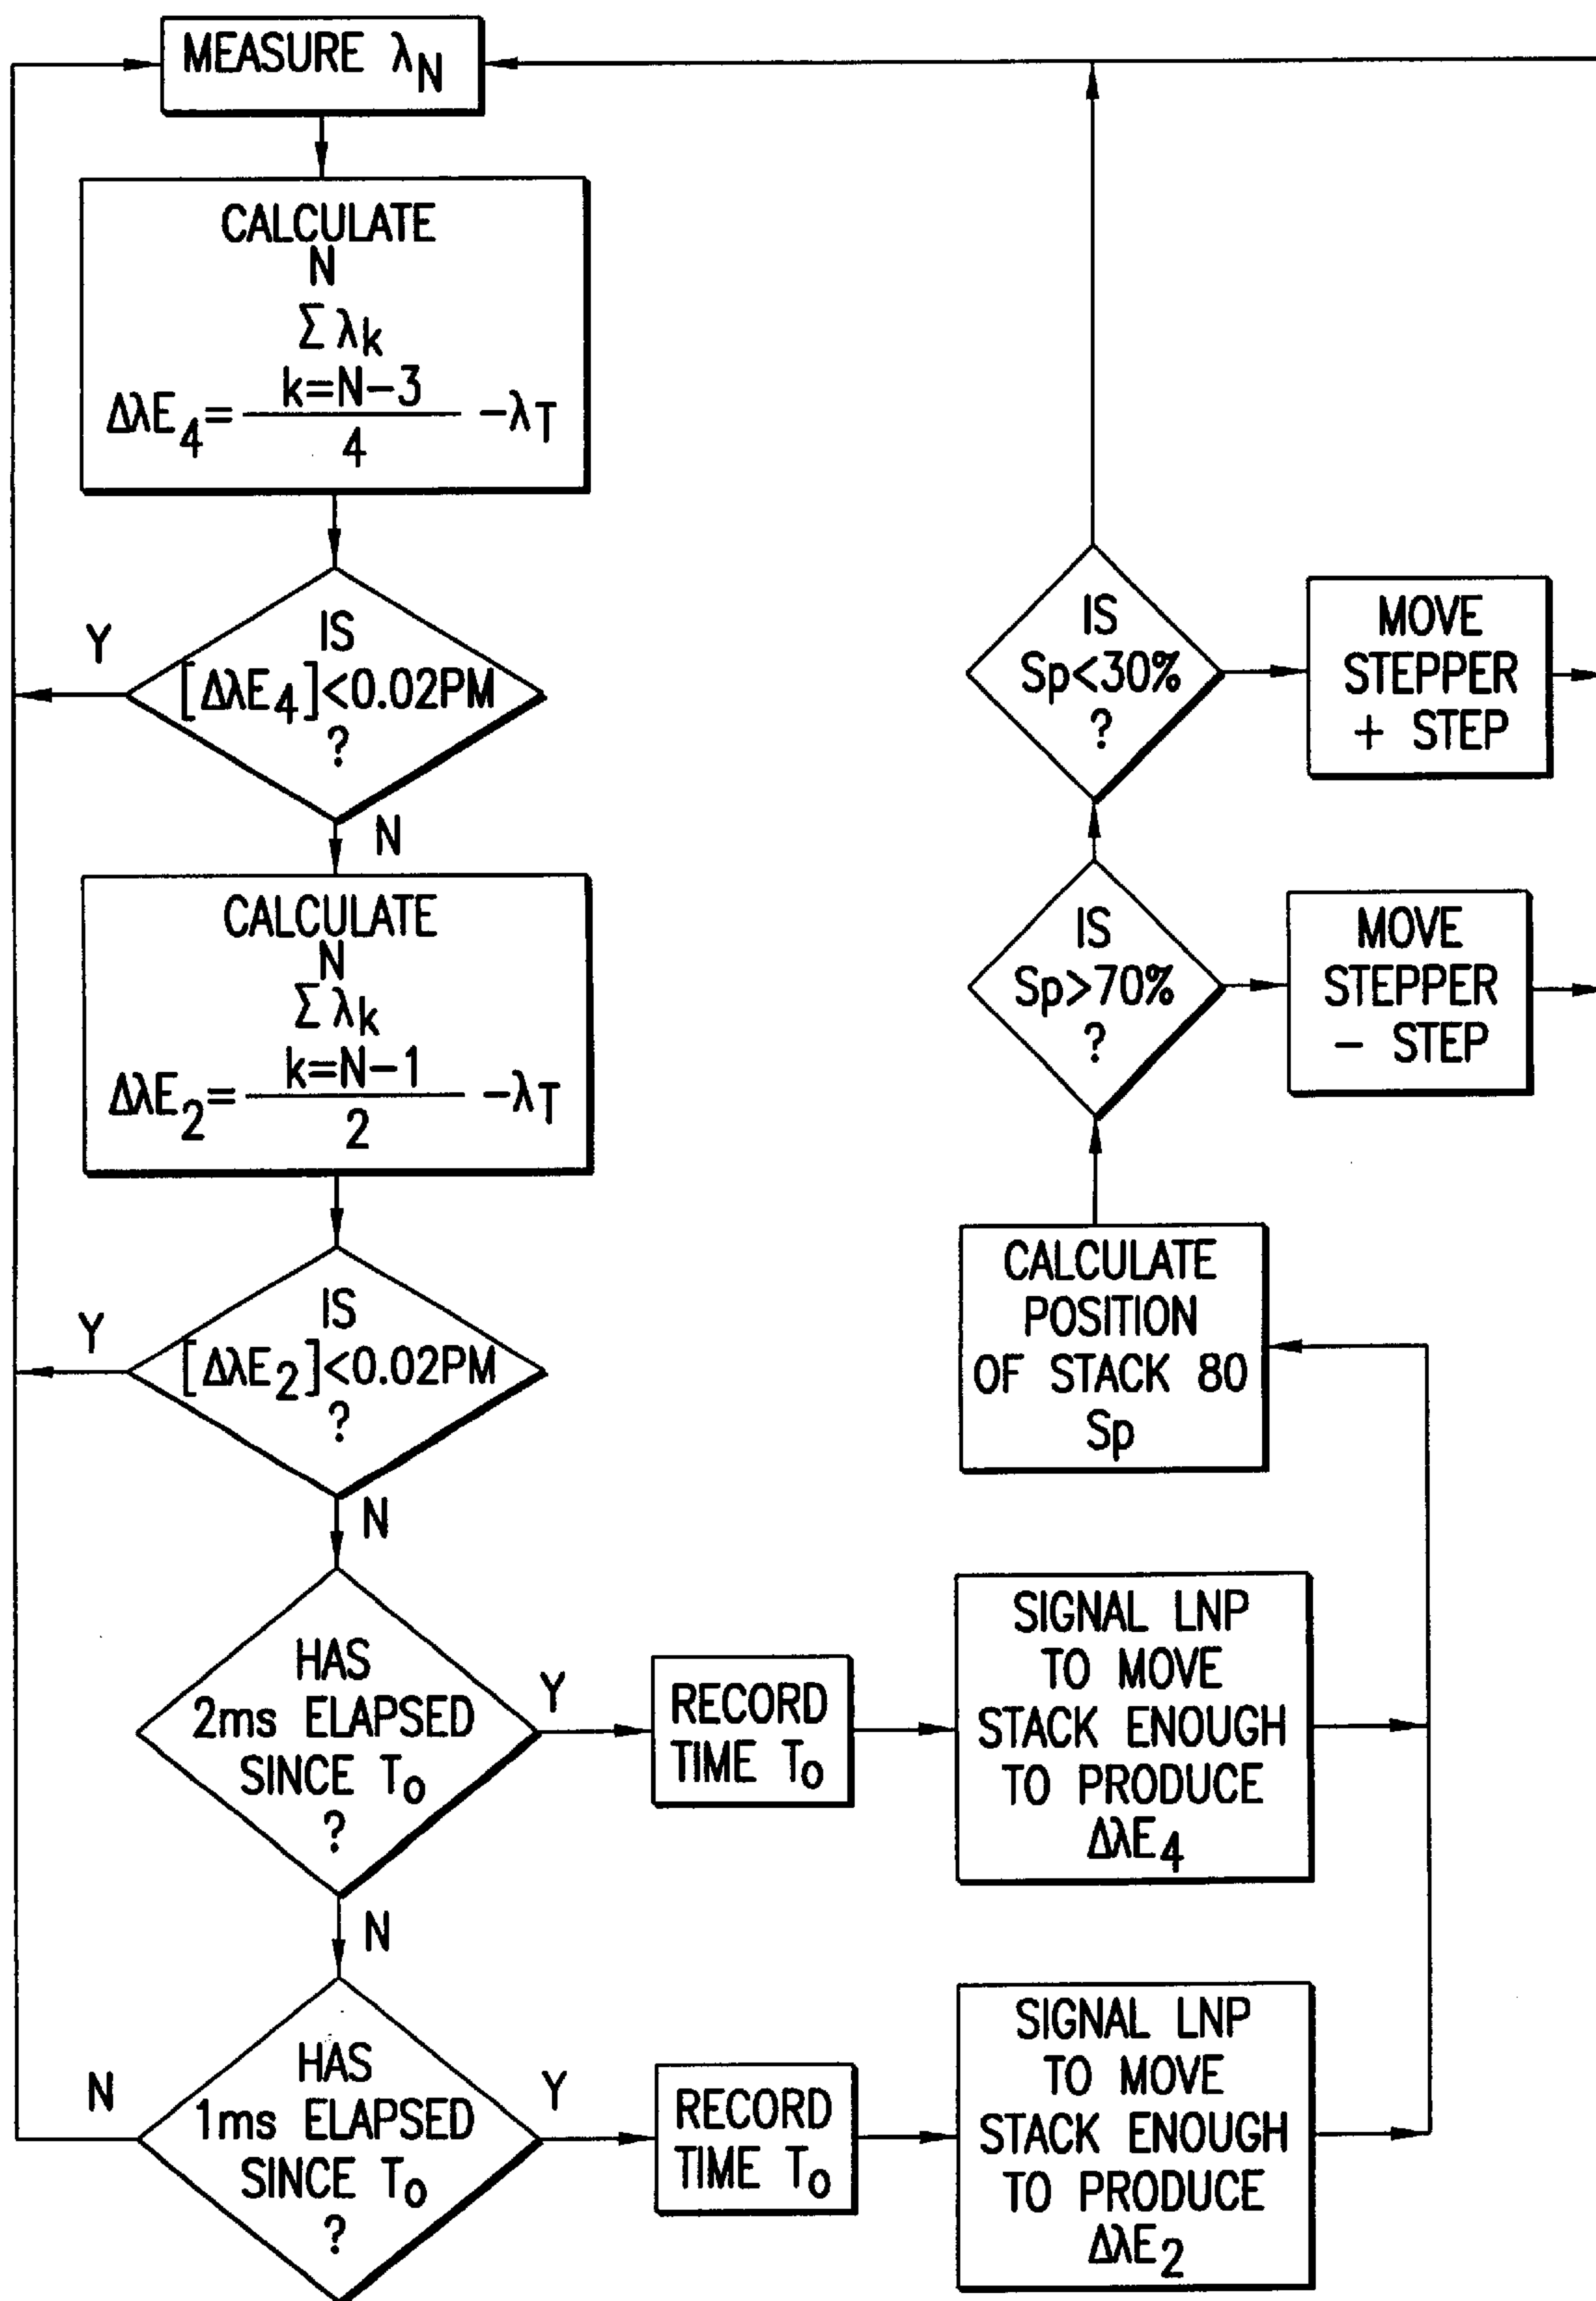 MEASURE λN
CALCULATE
N
Σ λk
k=N-3
ΔλE4= 4 -λT
IS
[ΔλE4]<0.02PM
?
Y
N
CALCULATE
N
Σ λk
k=N-1
ΔλE2= 2 -λT
IS
[ΔλE2]<0.02PM
?
Y
N
HAS
2ms ELAPSED
SINCE To
?
Y
N
RECORD
TIME To
SIGNAL LNP
TO MOVE
STACK ENOUGH
TO PRODUCE
ΔλE4
HAS
1ms ELAPSED
SINCE To
?
N
Y
RECORD
TIME To
SIGNAL LNP
TO MOVE
STACK ENOUGH
TO PRODUCE
ΔλE2
CALCULATE
POSITION
OF STACK 80
Sp
IS
Sp>70%
?
MOVE
STEPPER
- STEP
IS
Sp<30%
?
MOVE
STEPPER
+ STEP